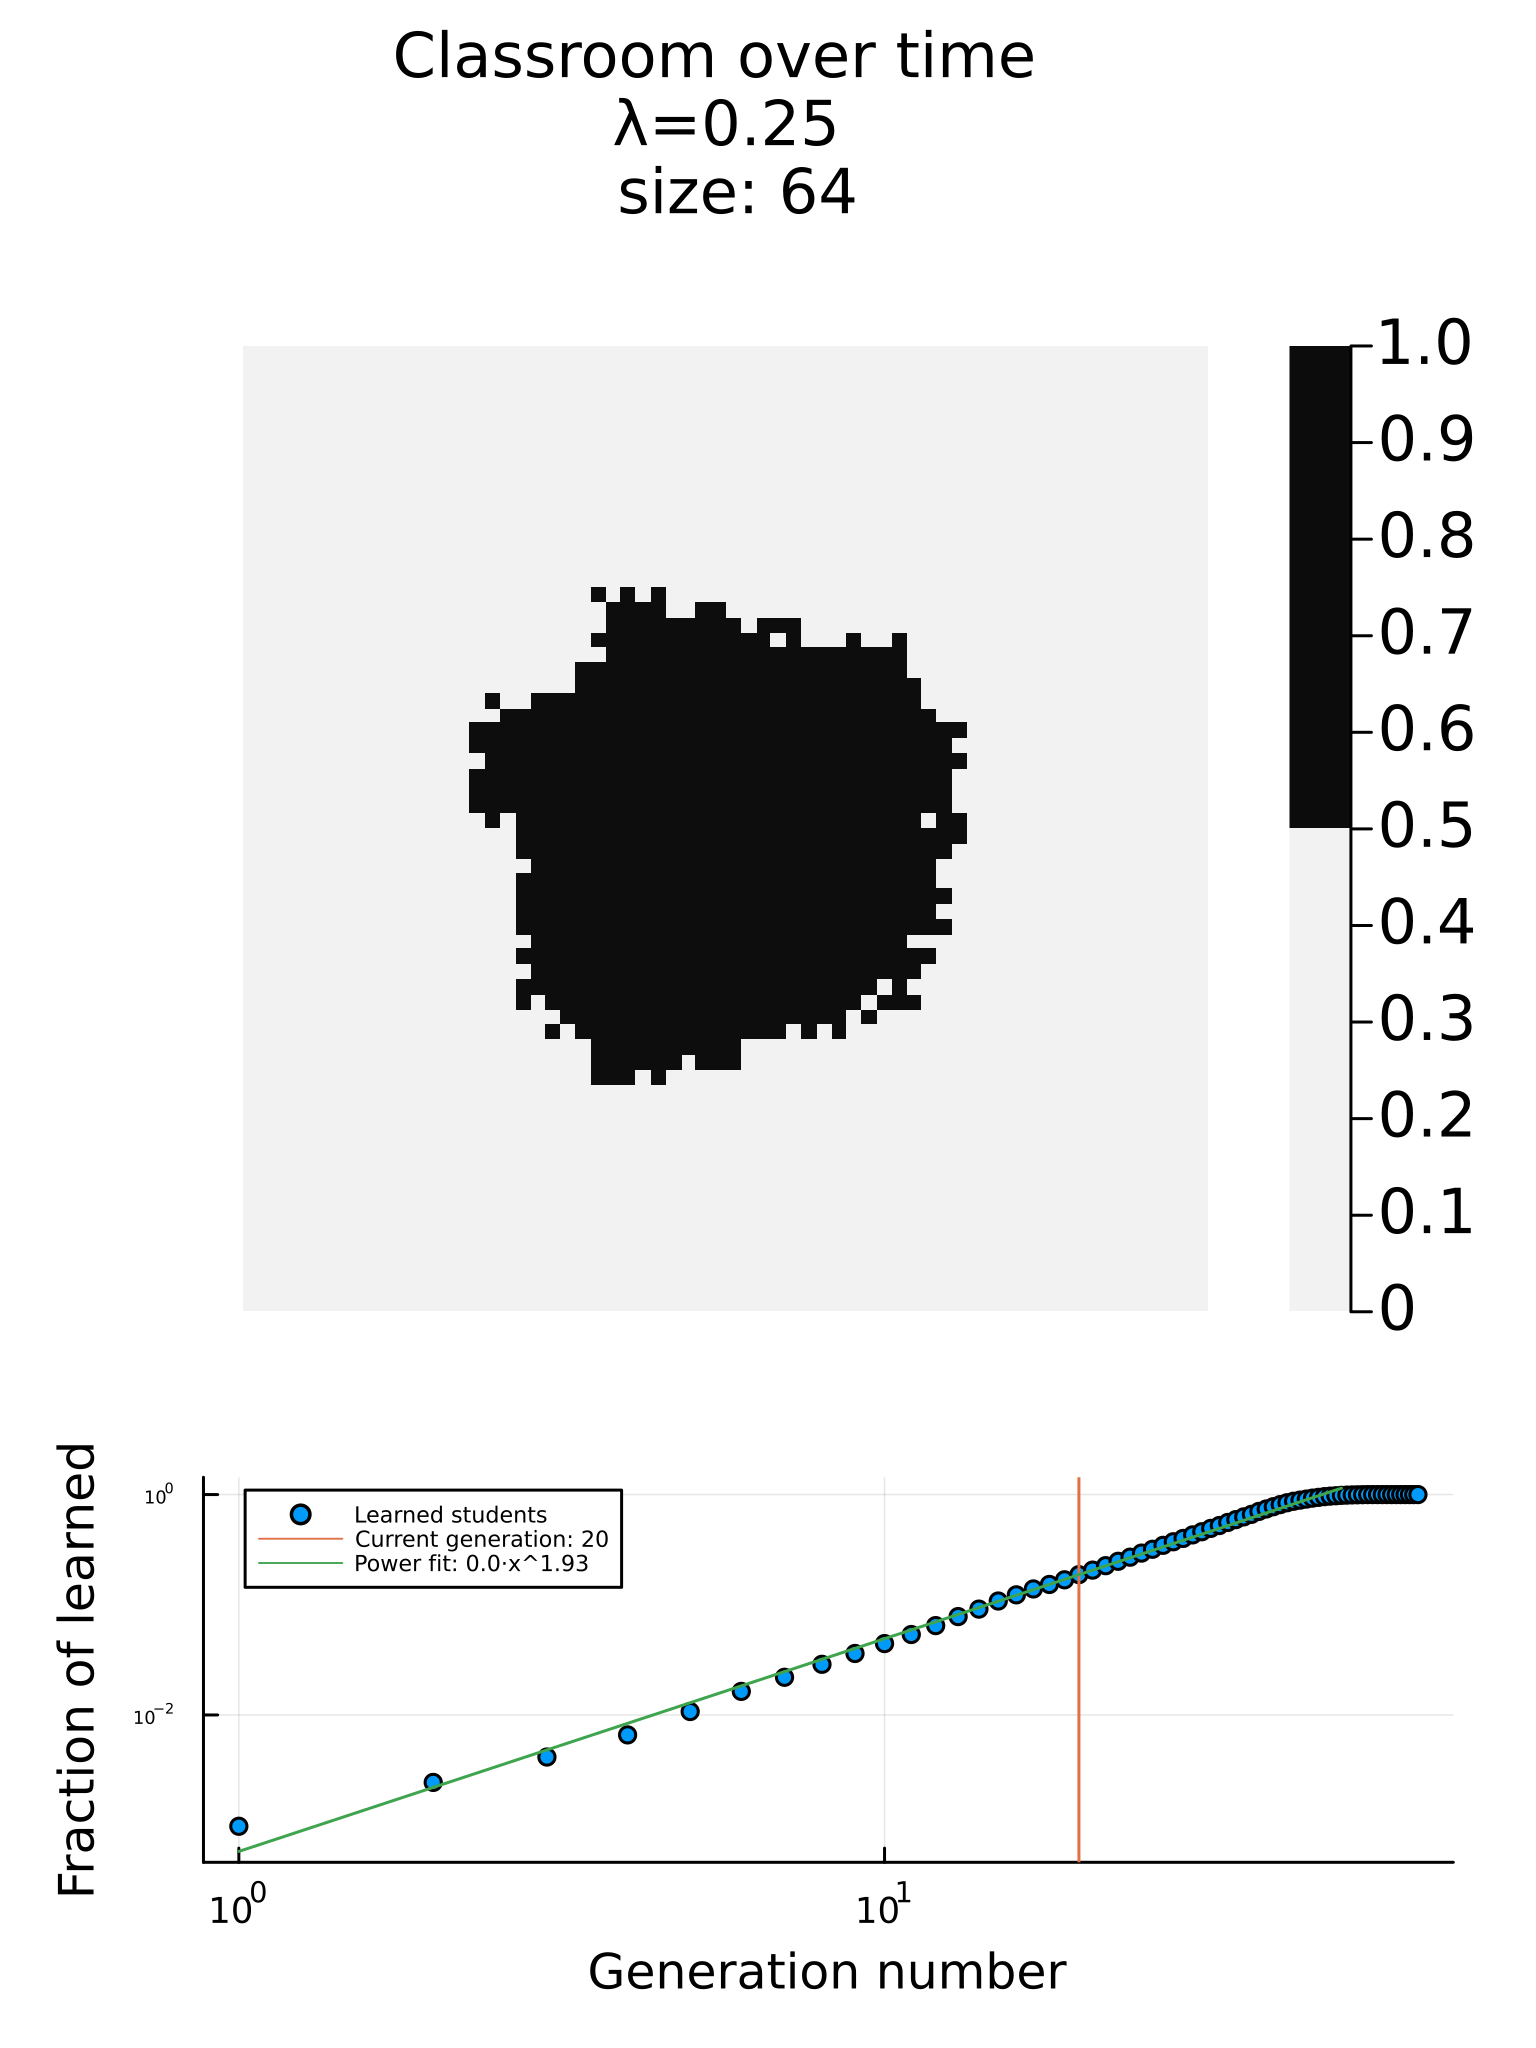 Classroom over time
λ=0.25
size: 64
1.0
0.9
0.8
0.7
0.6
0.5
0.4
0.3
0.2
0.1
0
Fraction of learned
10^0
10^-2
Learned students
Current generation: 20
Power fit: 0.0·x^1.93
10^0
10^1
Generation number